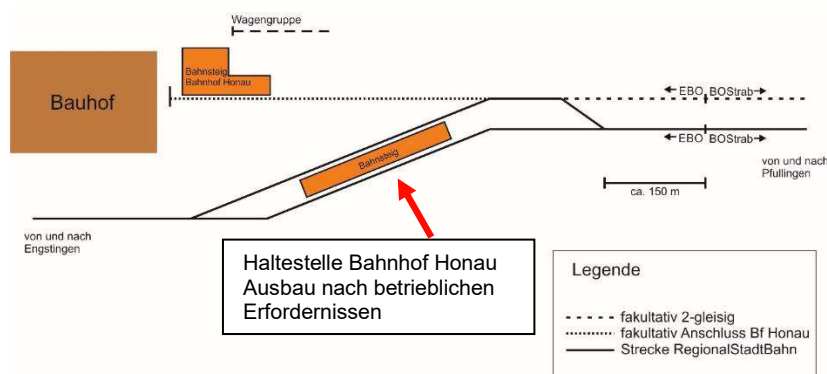 Wagengruppe
Bauhof
Bahnsteig
Bahnhof Honau
EBO BOStrab
Bahnsteig
EBO BOStrab
von und nach
Pfullingen
ca. 150 m
von und nach
Engstingen
Haltestelle Bahnhof Honau
Ausbau nach betrieblichen
Erfordernissen
Legende
fakultativ 2-gleisig
fakultativ Anschluss Bf Honau
Strecke RegionalStadtBahn